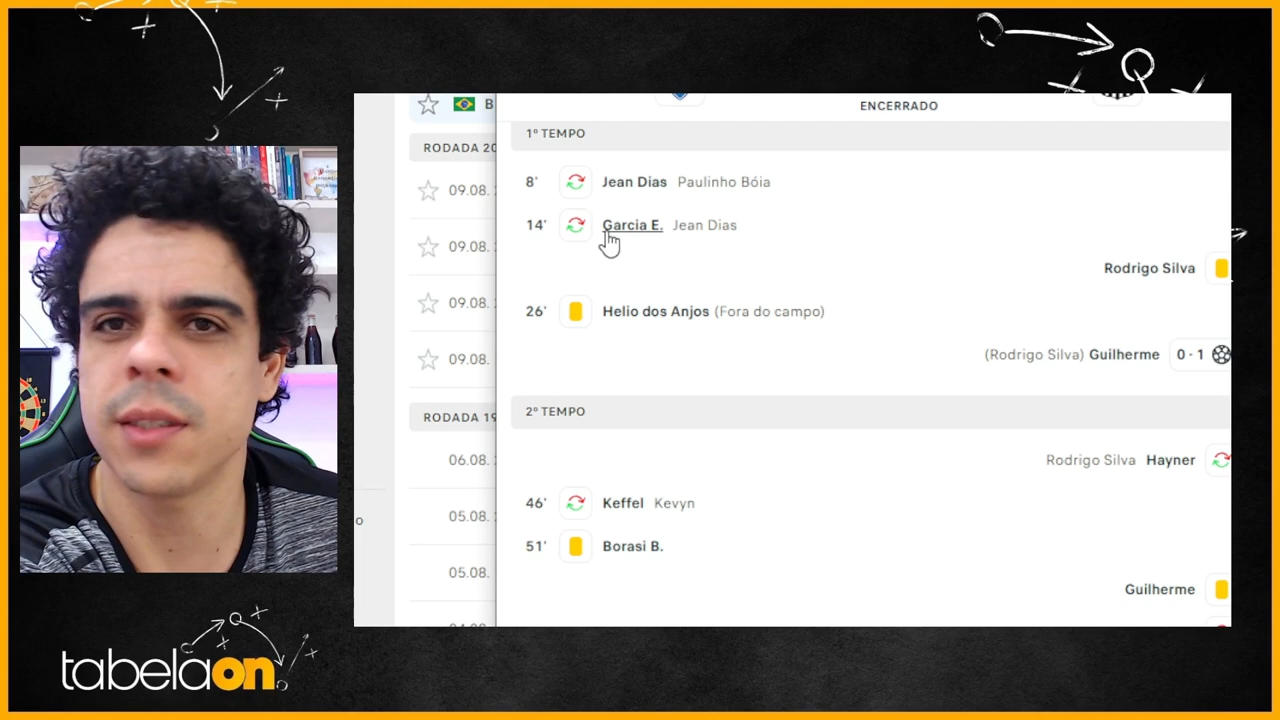 B
ENCERRADO
RODADA 20
09.08.
09.08.
09.08.
09.08.
RODADA 19
06.08.
05.08.
05.08.
o
1º TEMPO
8' Jean Dias Paulinho Bóia
14' Garcia E. Jean Dias
Rodrigo Silva
26' Helio dos Anjos (Fora do campo)
(Rodrigo Silva) Guilherme 0 - 1
2º TEMPO
Rodrigo Silva Hayner
46' Keffel Kevyn
51' Borasi B.
Guilherme
tabelaon